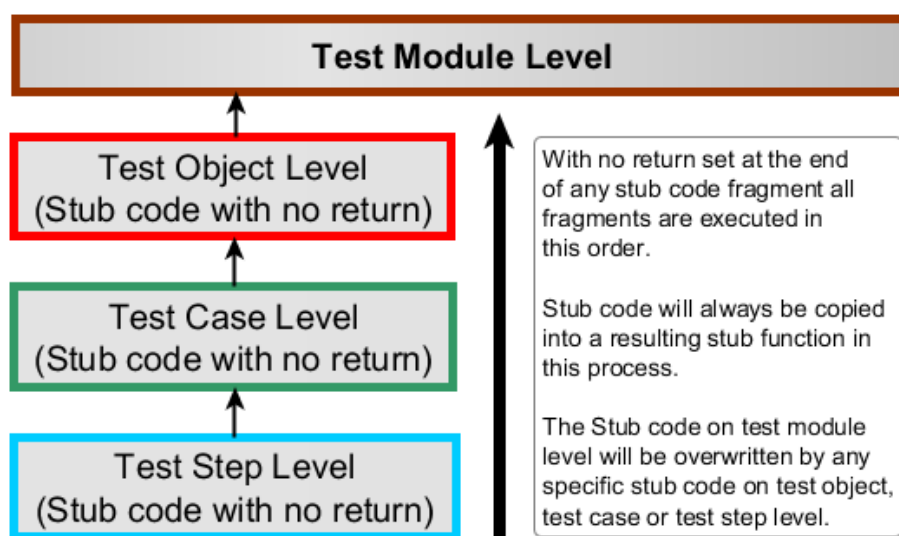 Test Module Level
Test Object Level
(Stub code with no return)
Test Case Level
(Stub code with no return)
Test Step Level
(Stub code with no return)
With no return set at the end
of any stub code fragment all
fragments are executed in
this order.
Stub code will always be copied
into a resulting stub function in
this process.
The Stub code on test module
level will be overwritten by any
specific stub code on test object,
test case or test step level.